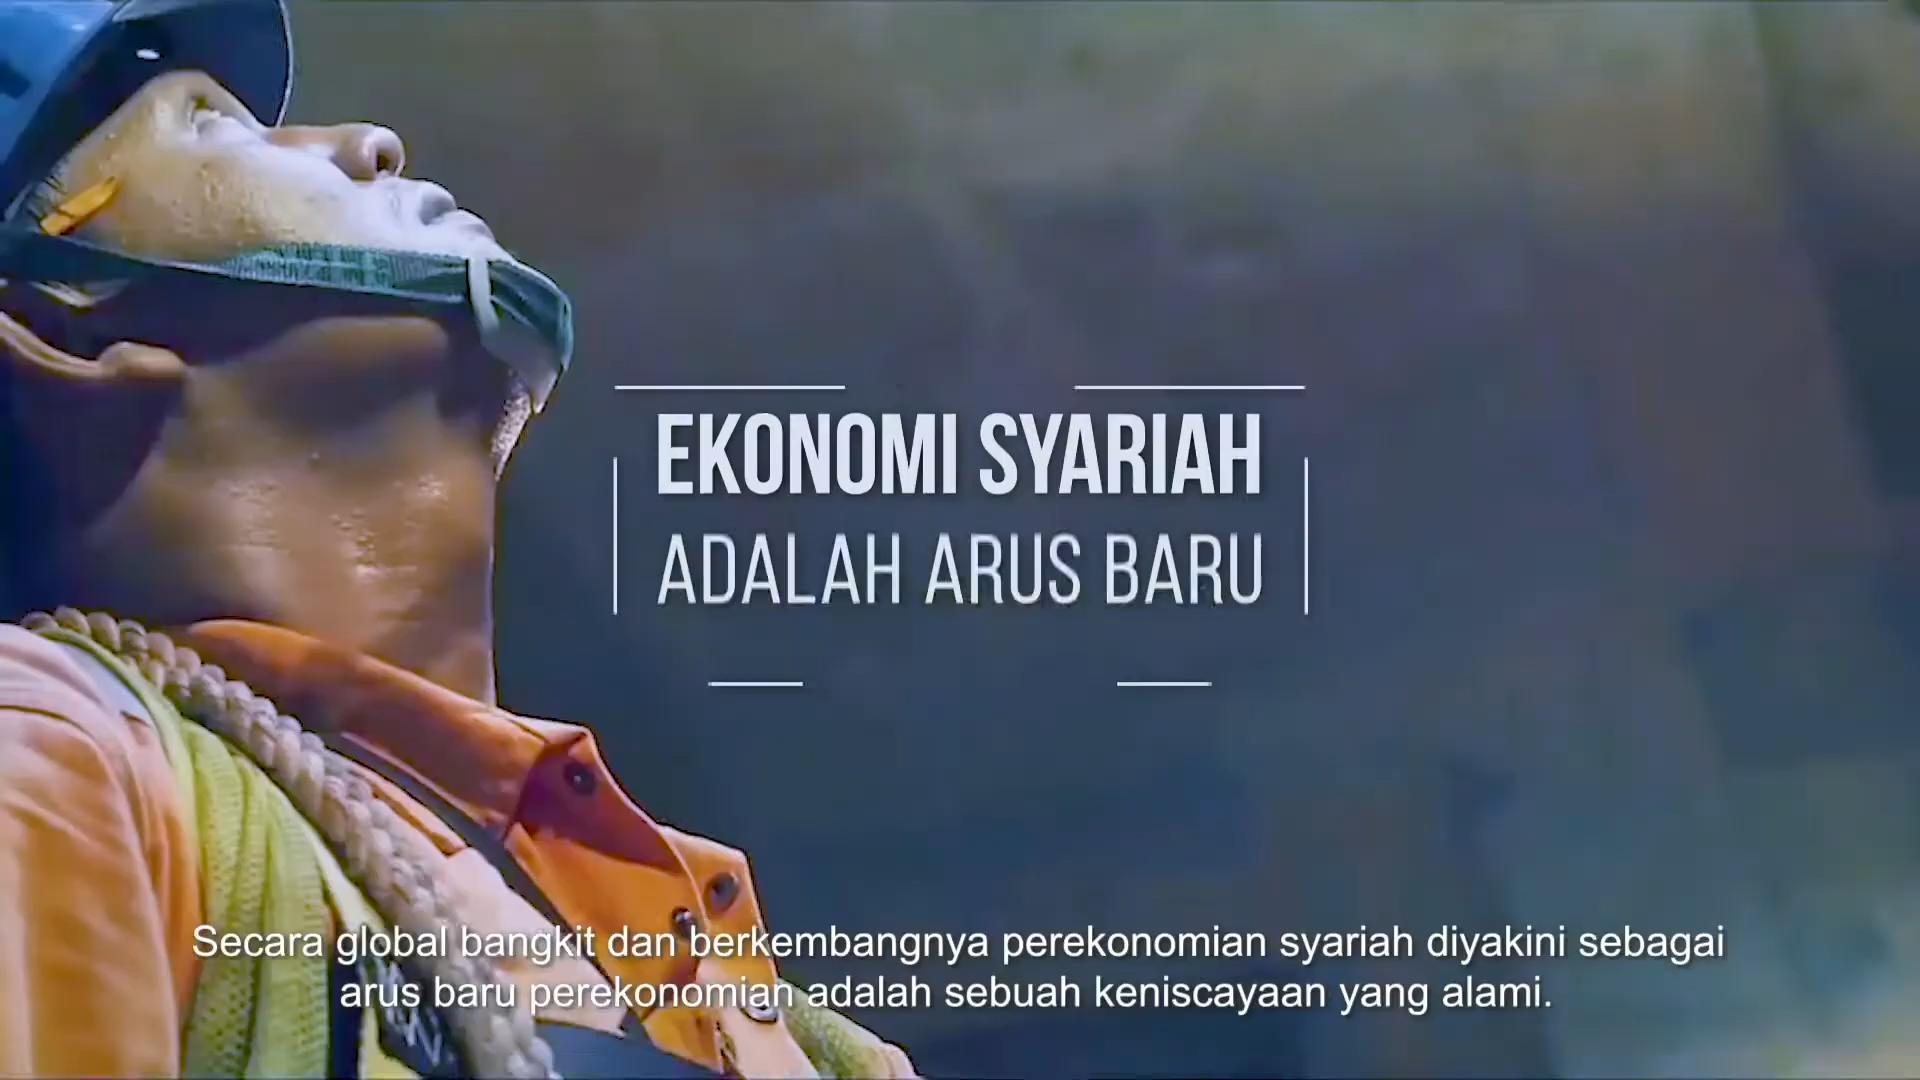 EKONOMI SYARIAH
ADALAH ARUS BARU
Secara global bangkit dan berkembangnya perekonomian syariah diyakini sebagai
arus baru perekonomian adalah sebuah keniscayaan yang alami.